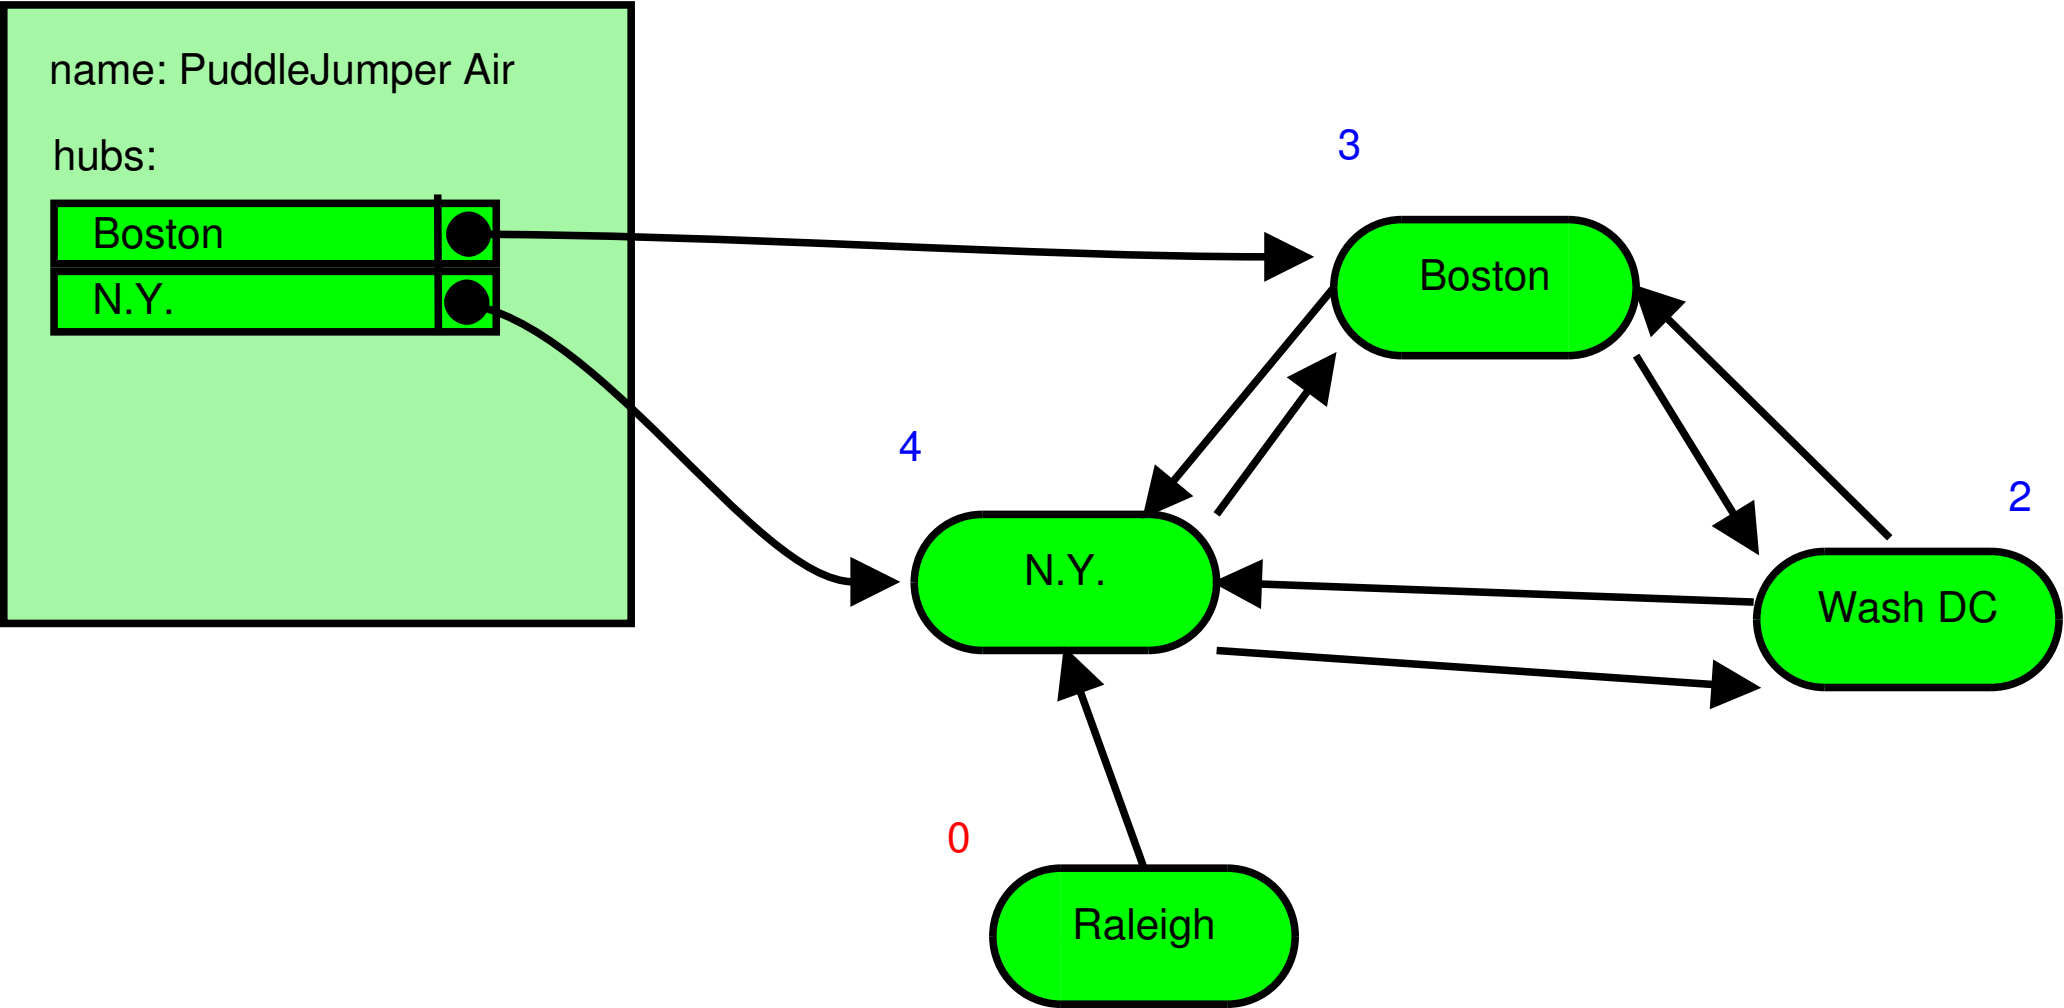 name: PuddleJumper Air
hubs:
Boston
N.Y.
3
Boston
4
N.Y.
2
Wash DC
0
Raleigh